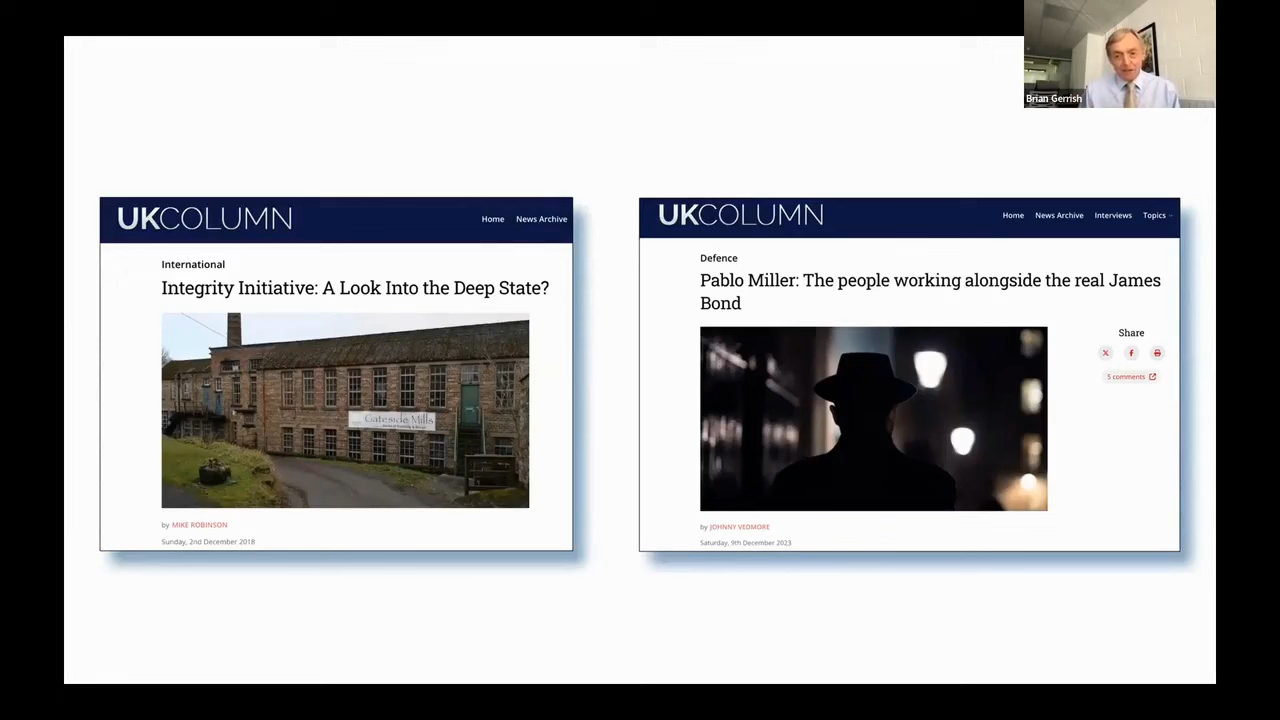 Brian Gerrish
UKCOLUMN
Home News Archive
International
Integrity Initiative: A Look Into the Deep State?
Gateside Mills
by MIKE ROBINSON
Sunday, 2nd December 2018
UKCOLUMN
Home News Archive Interviews Topics
Defence
Pablo Miller: The people working alongside the real James
Bond
Share
5 comments
by JOHNNY VEDMORE
Saturday, 9th December 2023